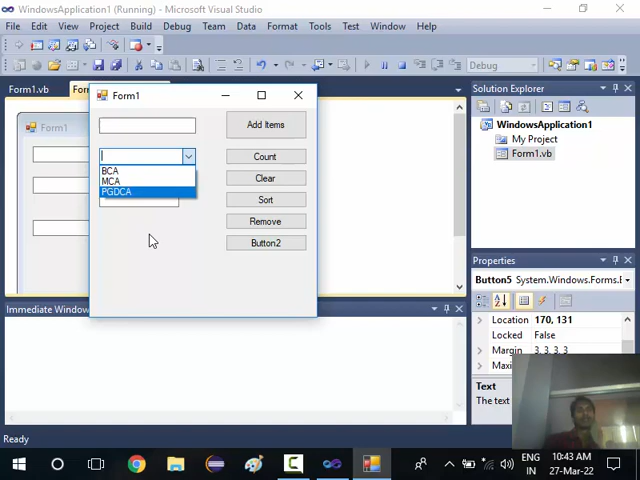 WindowsApplication1 (Running) - Microsoft Visual Studio
File Edit View Project Build Debug Team Data Format Tools Test Window Help
Debug
Form1.vb
Form1
Form1
Add Items
Count
BCA
MCA
PGDCA
Clear
Sort
Remove
Button2
Immediate Window
Solution Explorer
WindowsApplication1
My Project
Form1.vb
Properties
Button5 System.Windows.Forms.
Location 170, 131
Locked False
Margin 3, 3, 3, 3
Text
The text
Ready
ENG
IN
10:43 AM
27-Mar-22